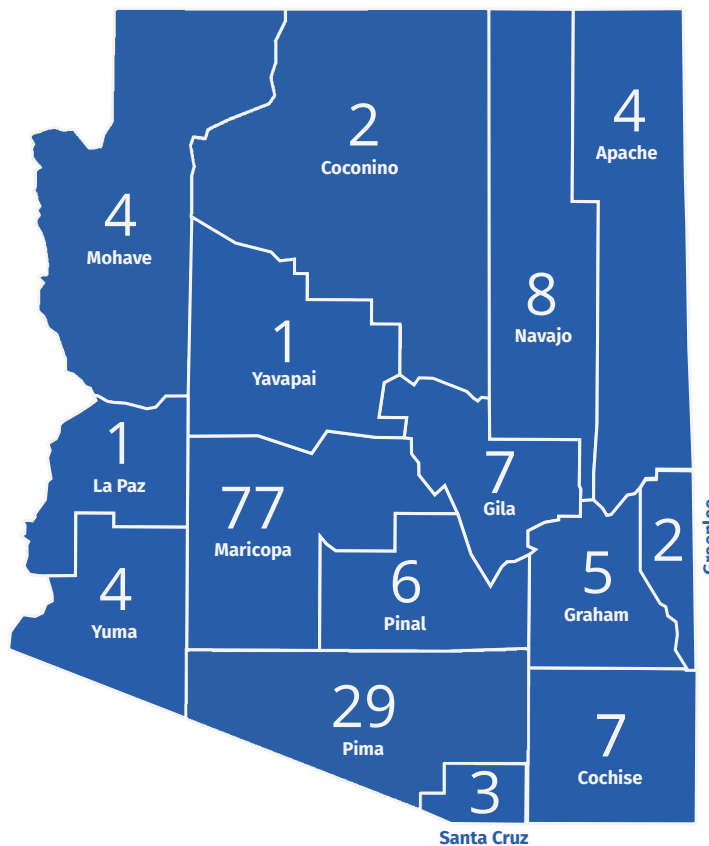 2
Coconino
4
Apache
4
Mohave
8
Navajo
1
Yavapai
1
La Paz
77
Maricopa
7
Gila
2
Greenlee
6
Pinal
5
Graham
4
Yuma
29
Pima
7
Cochise
3
Santa Cruz